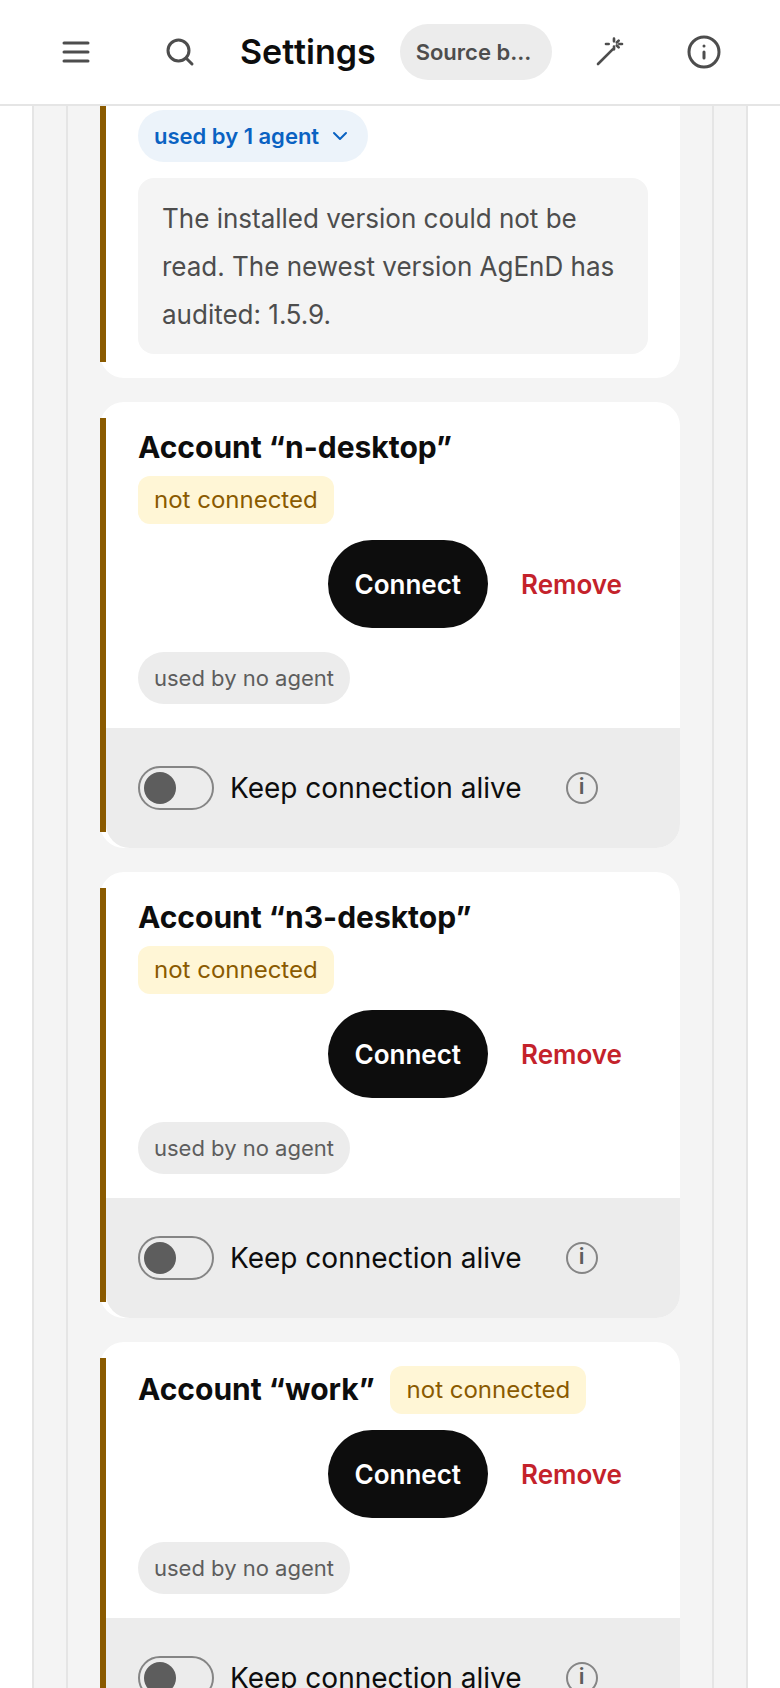 Settings
Source b...
used by 1 agent
The installed version could not be
read. The newest version AgEnD has
audited: 1.5.9.
Account “n-desktop”
not connected
Connect
Remove
used by no agent
Keep connection alive
Account “n3-desktop”
not connected
Connect
Remove
used by no agent
Keep connection alive
Account “work”
not connected
Connect
Remove
used by no agent
Keep connection alive